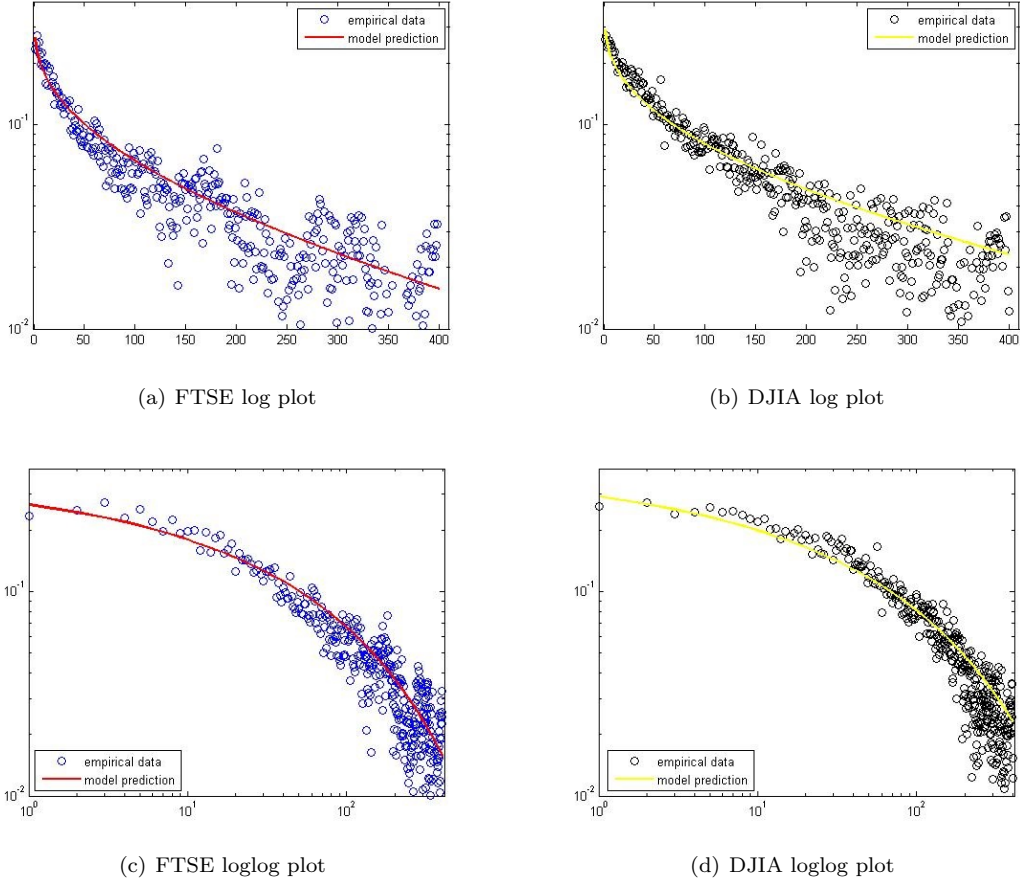 empirical data
model prediction
10^-1
10^-2
0 50 100 150 200 250 300 350 400
(a) FTSE log plot
empirical data
model prediction
10^-1
10^-2
0 50 100 150 200 250 300 350 400
(b) DJIA log plot
10^-1
10^-2
empirical data
model prediction
10^0 10^1 10^2
(c) FTSE loglog plot
10^-1
10^-2
empirical data
model prediction
10^0 10^1 10^2
(d) DJIA loglog plot